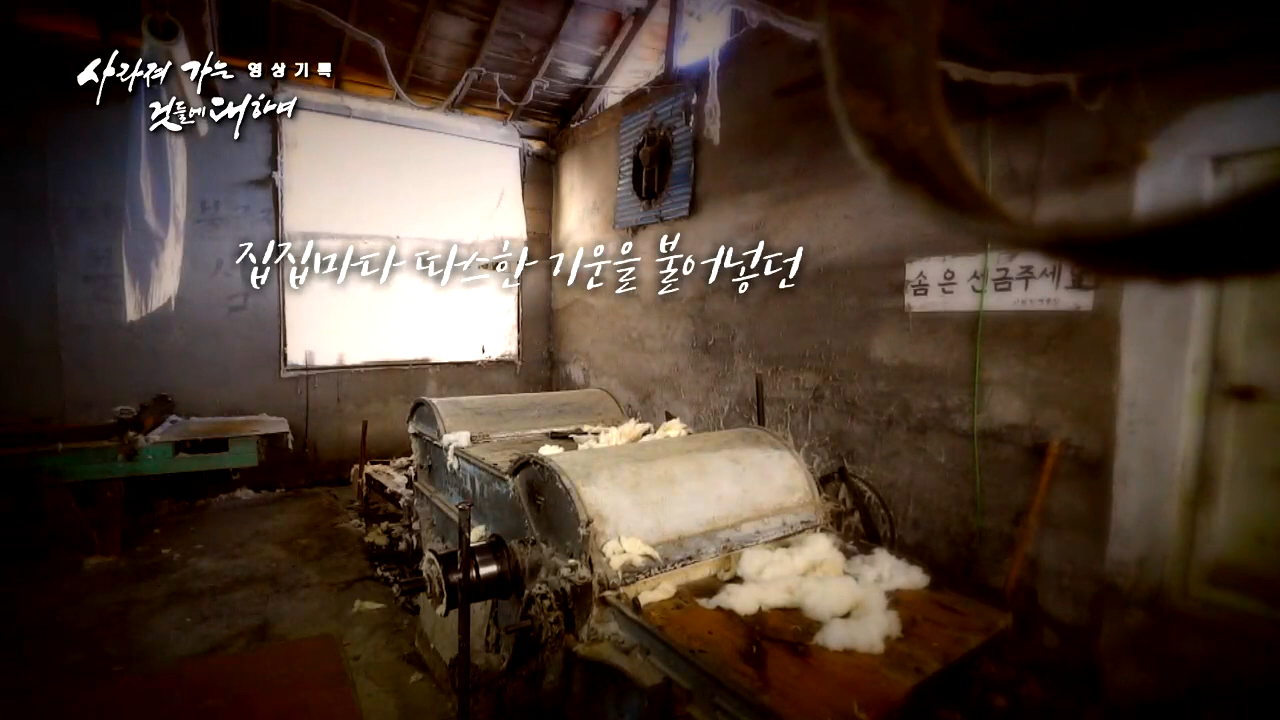 사라져 가는 영상기록
것들에 대하여
집집마다 따스한 기운을 불어넣던
솜은 선금주세요